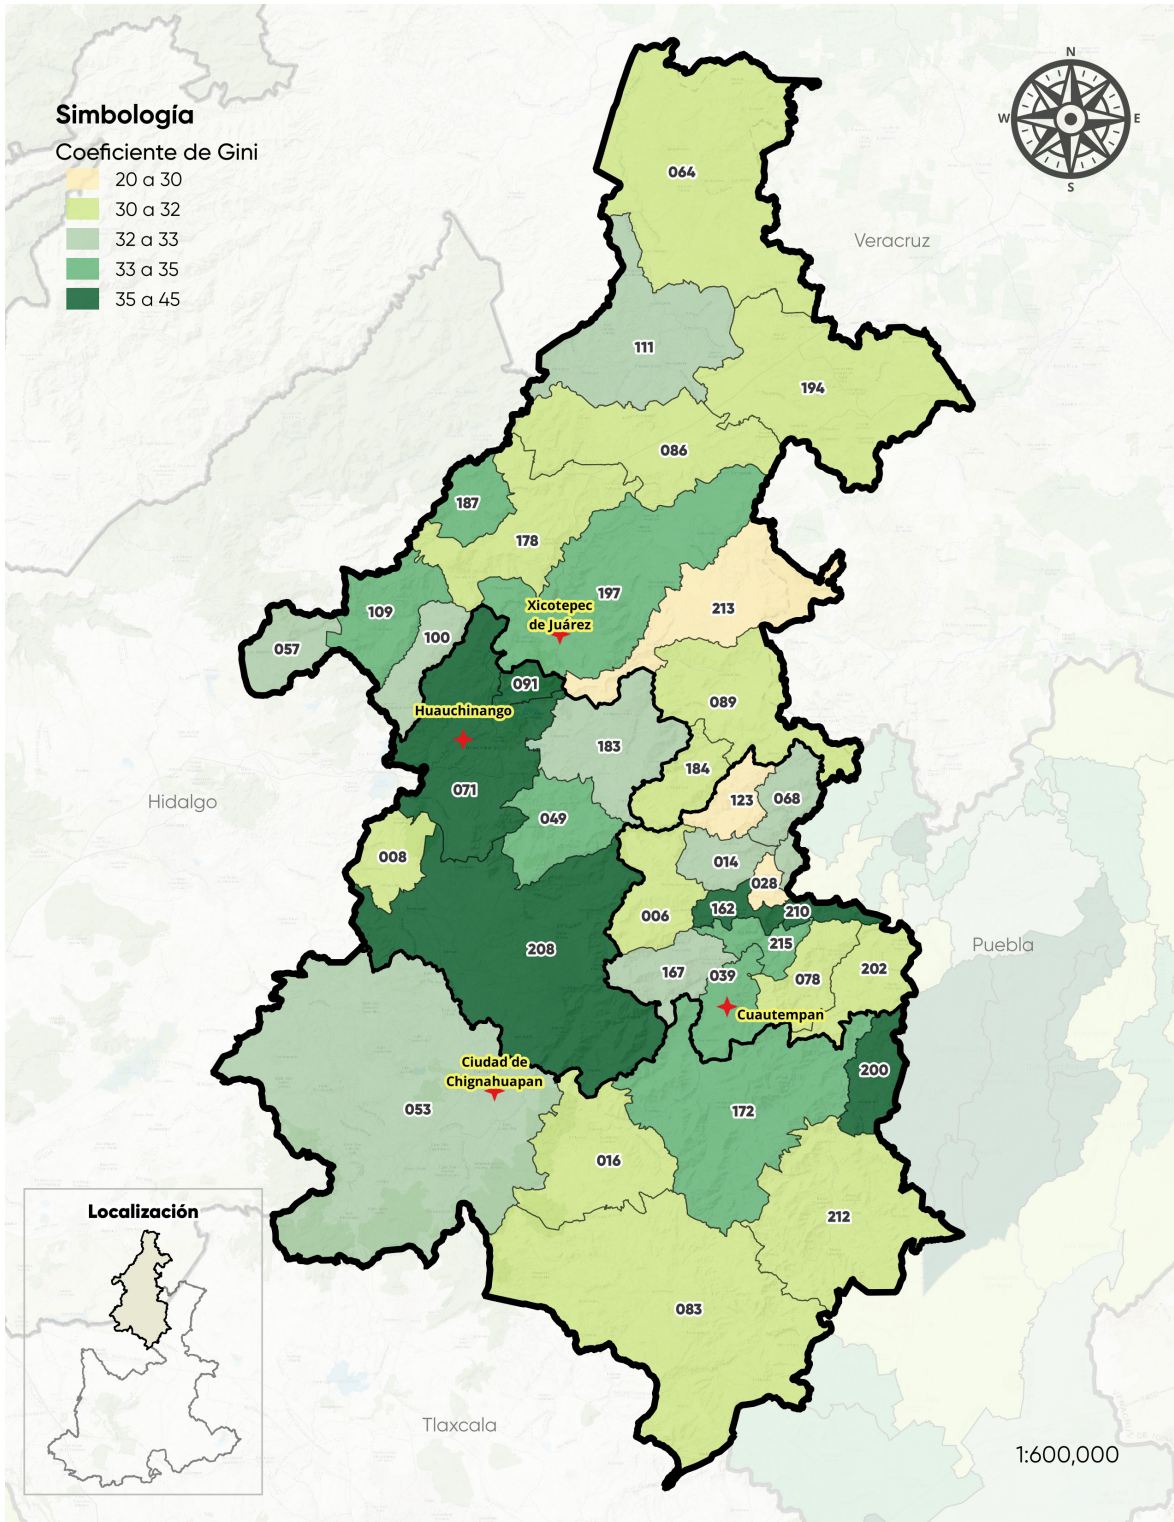 N
W
E
S
Simbología
Coeficiente de Gini
20 a 30
30 a 32
32 a 33
33 a 35
35 a 45
064
Veracruz
111
194
086
187
178
197
Xicotepec
de Juárez
213
109
100
057
091
089
Huauchinango
183
184
071
123
068
Hidalgo
049
008
014
028
006
162
210
215
Puebla
208
167
039
078
202
Cuautempan
Ciudad de
Chignahuapan
200
053
172
016
212
Localización
083
Tlaxcala
1:600,000